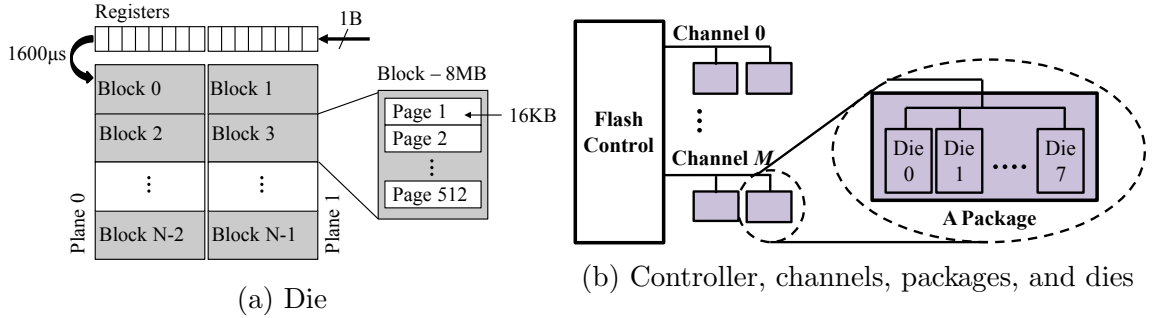 Registers
1B
1600µs
Block 0
Block 1
Block 2
Block 3
⋮
⋮
Block N-2
Block N-1
Plane 0
Plane 1
Block – 8MB
Page 1
16KB
Page 2
⋮
Page 512
(a) Die
Flash
Control
Channel 0
⋮
Channel M
Die
0
Die
1
....
Die
7
A Package
(b) Controller, channels, packages, and dies